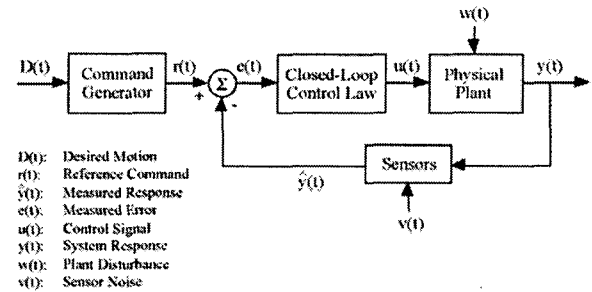 w(t)
D(t) Command Generator r(t) + Σ - e(t) Closed-Loop Control Law u(t) Physical Plant y(t)
Sensors
ŷ(t)
v(t)
D(t): Desired Motion
r(t): Reference Command
ŷ(t): Measured Response
e(t): Measured Error
u(t): Control Signal
y(t): System Response
w(t): Plant Disturbance
v(t): Sensor Noise